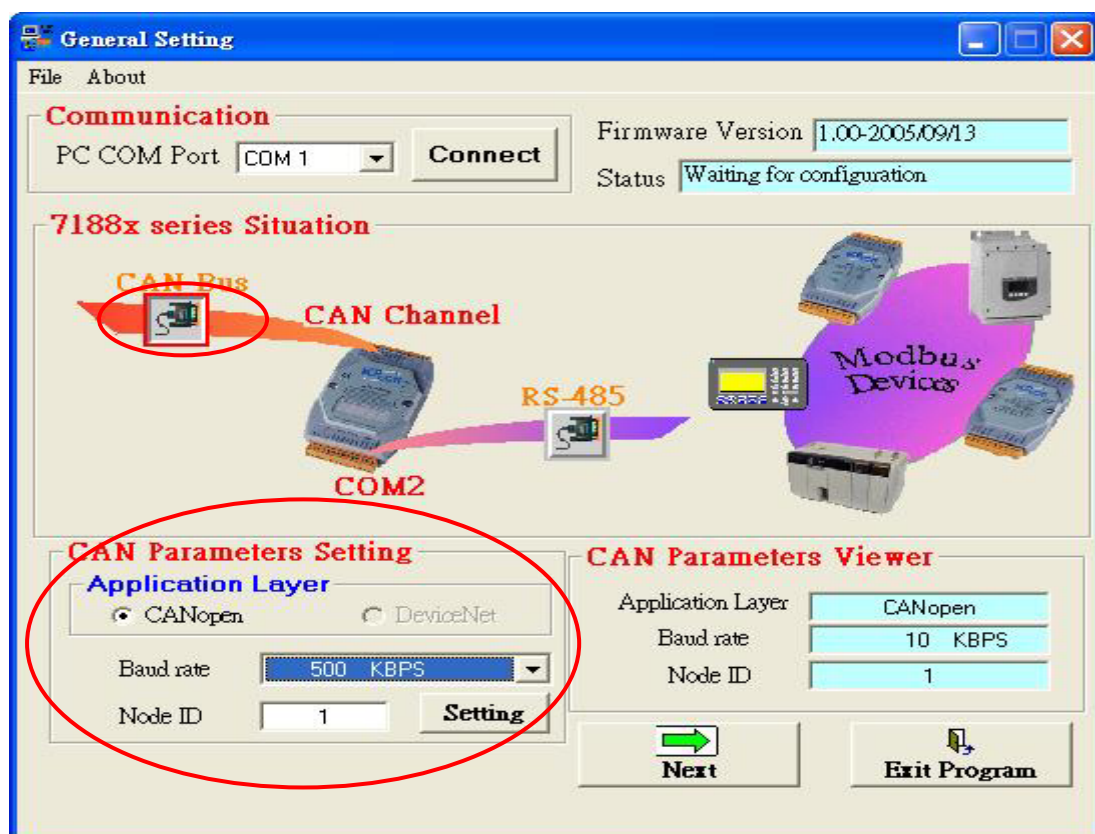 General Setting
File About
Communication
PC COM Port COM 1 Connect
Firmware Version 1.00-2005/09/13
Status Waiting for configuration
7188x series Situation
CAN Bus
CAN Channel
RS-485
COM2
Modbus
Devices
CAN Parameters Setting
Application Layer
CANopen DeviceNet
Baud rate 500 KBPS
Node ID 1 Setting
CAN Parameters Viewer
Application Layer CANopen
Baud rate 10 KBPS
Node ID 1
Next
Exit Program